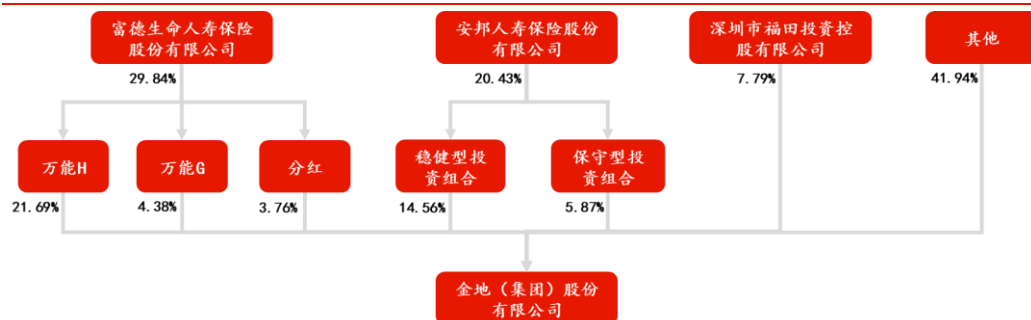 富德生命人寿保险
股份有限公司
安邦人寿保险股份
有限公司
深圳市福田投资控
股有限公司
其他
29.84%
20.43%
7.79%
41.94%
万能H
万能G
分红
稳健型投
资组合
保守型投
资组合
21.69%
4.38%
3.76%
14.56%
5.87%
金地（集团）股份
有限公司